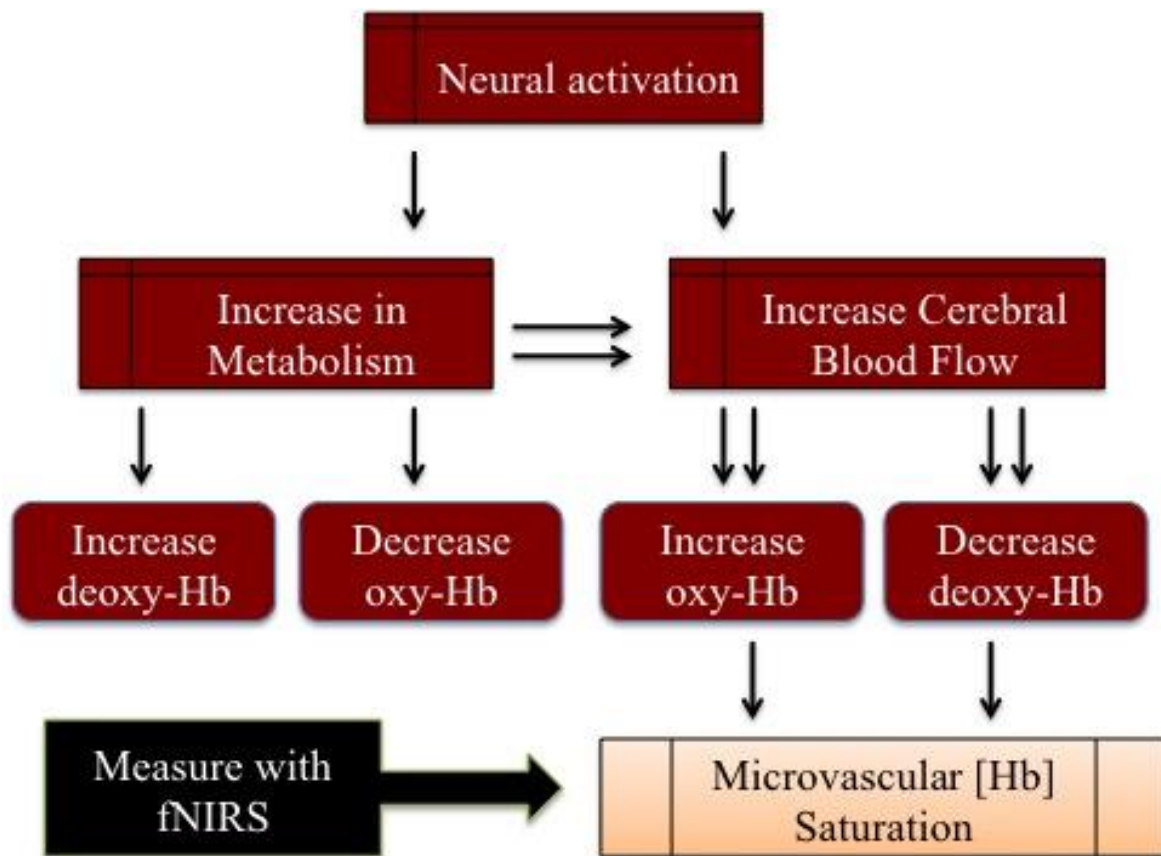 Neural activation
Increase in
Metabolism
Increase Cerebral
Blood Flow
Increase
deoxy-Hb
Decrease
oxy-Hb
Increase
oxy-Hb
Decrease
deoxy-Hb
Measure with
fNIRS
Microvascular [Hb]
Saturation